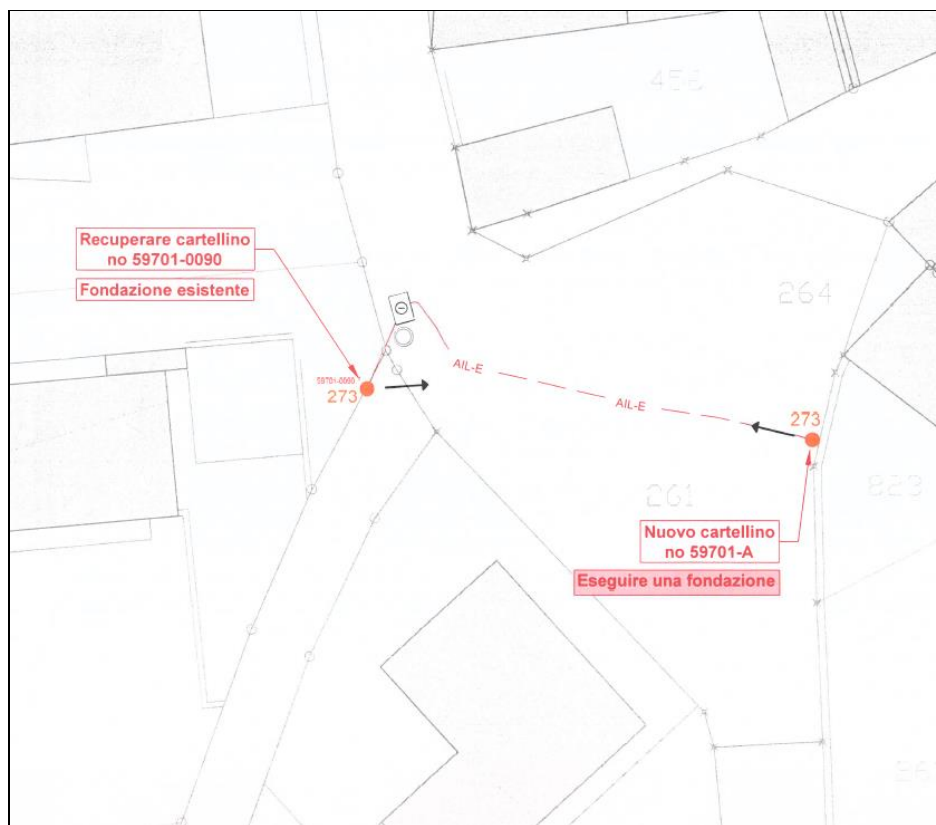 456
Recuperare cartellino
no 59701-0090
Fondazione esistente
264
AIL-E
59701-0090
273
AIL-E
273
261
823
Nuovo cartellino
no 59701-A
Eseguire una fondazione